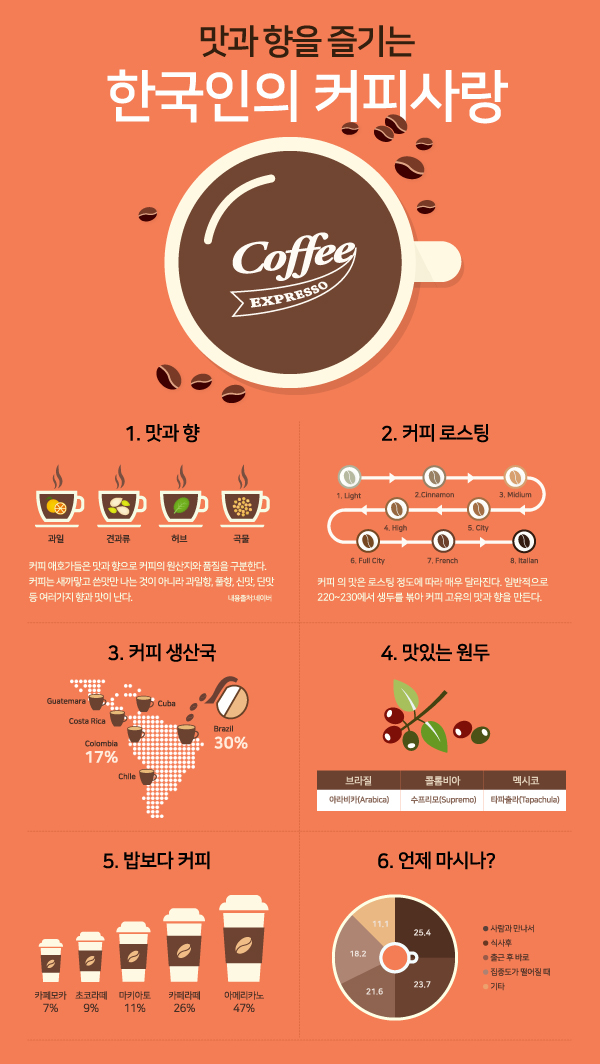 맛과 향을 즐기는
한국인의 커피사랑
Coffee
EXPRESSO
1. 맛과 향
과일
견과류
허브
곡물
커피 애호가들은 맛과 향으로 커피의 원산지와 품질을 구분한다.
커피는 새까맣고 쓴맛만 나는 것이 아니라 과일향, 풀향, 신맛, 단맛
등 여러가지 향과 맛이 난다.
내용출처:네이버
2. 커피 로스팅
1. Light
2.Cinnamon
3. Midium
4. High
5. City
6. Full City
7. French
8. Italian
커피 의 맛은 로스팅 정도에 따라 매우 달라진다. 일반적으로
220~230에서 생두를 볶아 커피 고유의 맛과 향을 만든다.
3. 커피 생산국
Guatemara
Cuba
Costa Rica
Colombia
17%
Brazil
30%
Chile
4. 맛있는 원두
브라질
콜롬비아
멕시코
아라비카(Arabica)
수프리모(Supremo)
타파출라(Tapachula)
5. 밥보다 커피
카페모카
7%
초코라떼
9%
마키아토
11%
카페라떼
26%
아메리카노
47%
6. 언제 마시나?
11.1
25.4
18.2
21.6
23.7
사람과 만나서
식사후
출근 후 바로
집중도가 떨어질 때
기타